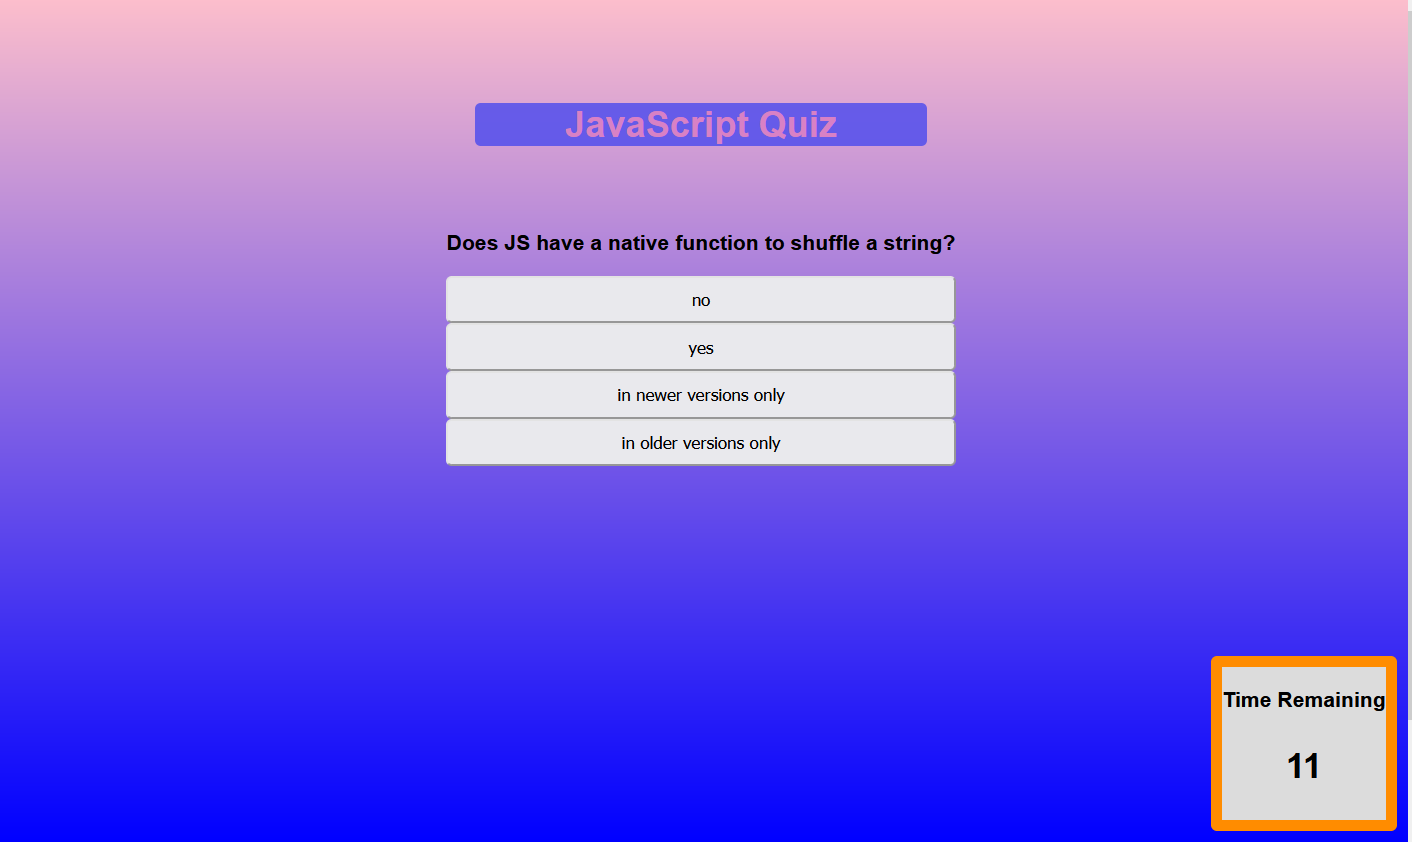 JavaScript Quiz
Does JS have a native function to shuffle a string?
no
yes
in newer versions only
in older versions only
Time Remaining
11